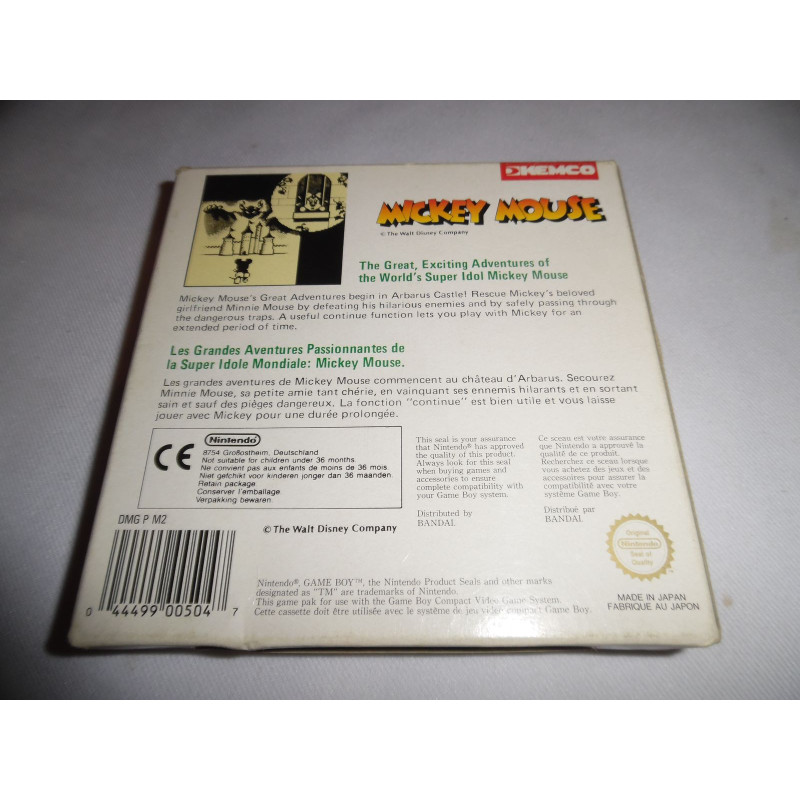 KEMCO
MICKEY MOUSE
© The Walt Disney Company
The Great, Exciting Adventures of
the World's Super Idol Mickey Mouse
Mickey Mouse's Great Adventures begin in Arbarus Castle! Rescue Mickey's beloved
girlfriend Minnie Mouse by defeating his hilarious enemies and by safely passing through
the dangerous traps. A useful continue function lets you play with Mickey for an
extended period of time.
Les Grandes Aventures Passionnantes de
la Super Idole Mondiale: Mickey Mouse.
Les grandes aventures de Mickey Mouse commencent au château d'Arbarus. Secourez
Minnie Mouse, sa petite amie tant chérie, en vainquant ses ennemis hilarants et en sortant
sain et sauf des pièges dangereux. La fonction "continue" est bien utile et vous laisse
jouer avec Mickey pour une durée prolongée.
CE
Nintendo
8754 Großostheim, Deutschland
Not suitable for children under 36 months.
Ne convient pas aux enfants de moins de 36 mois
Niet gefchikt voor kinderen jonger dan 36 maanden
Retain package
Conserver l'emballage
Verpackung bewaren
This seal is your assurance
that Nintendo® has approved
the quality of this product.
Always look for this seal
when buying games and
accessories to ensure
complete compatibility with
your Game Boy system.
Distributed by
BANDAI.
Ce sceau est votre assurance
que Nintendo a approuvé la
qualité de ce produit.
Recherchez ce sceau lorsque
vous achetez des jeux et des
accessoires pour assurer la
compatibilité avec votre
système Game Boy.
Distribué par
BANDAI.
DMG P M2
© The Walt Disney Company
Original
Nintendo
Seal of
Quality
0 44499 00504 7
Nintendo®, GAME BOY™, the Nintendo Product Seals and other marks
designated as "TM" are trademarks of Nintendo.
This game pak for use with the Game Boy Compact Video Game System.
Cette cassette doit être utilisée avec le système de jeu vidéo compact Game Boy.
MADE IN JAPAN
FABRIQUE AU JAPON